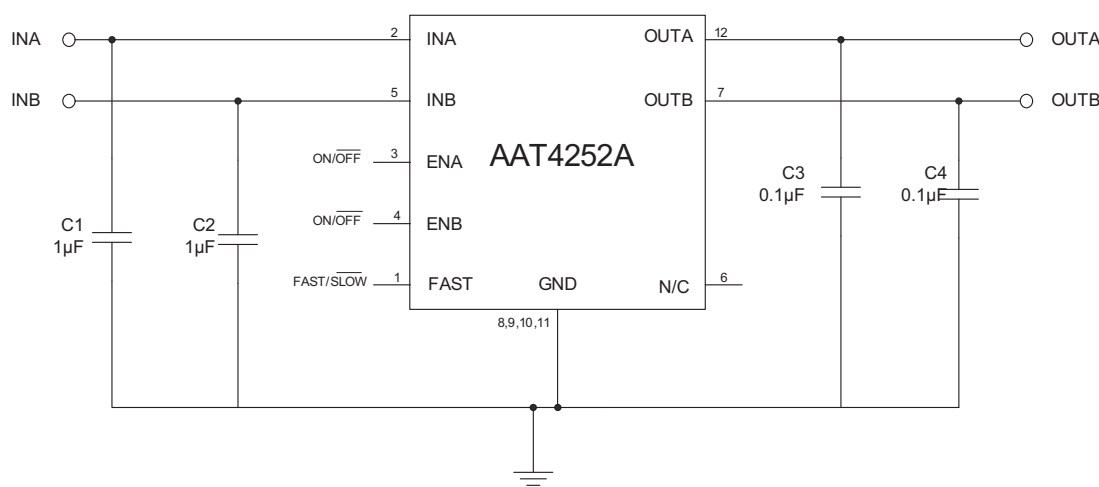 INA
2
INA
OUTA
12
OUTA
INB
5
INB
OUTB
7
OUTB
AAT4252A
ON/OFF
3
ENA
C3
0.1µF
C4
0.1µF
ON/OFF
4
ENB
C1
1µF
C2
1µF
FAST/SLOW
1
FAST
GND
N/C
6
8,9,10,11